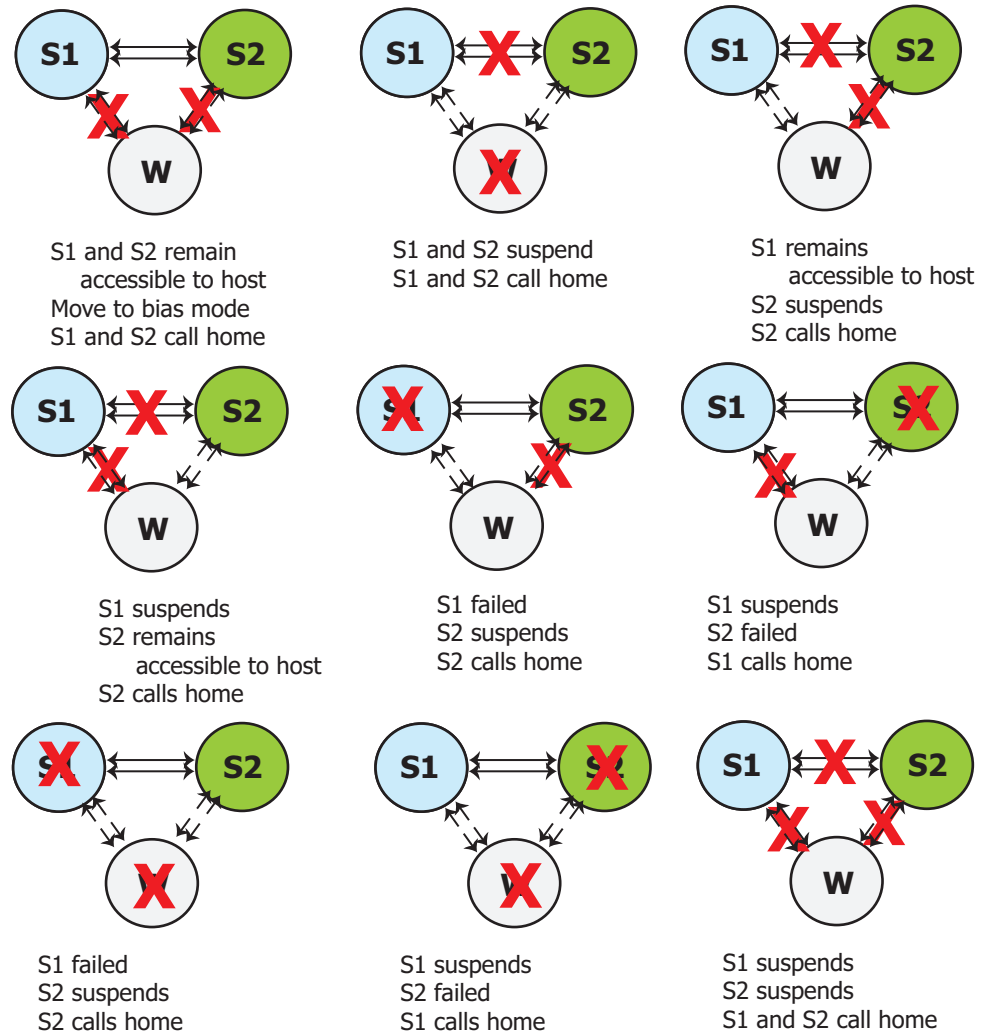 S1
S2
W
S1 and S2 remain
accessible to host
Move to bias mode
S1 and S2 call home
S1
S2
S1 and S2 suspend
S1 and S2 call home
S1
S2
W
S1 remains
accessible to host
S2 suspends
S2 calls home
S1
S2
W
S1 suspends
S2 remains
accessible to host
S2 calls home
S1
S2
W
S1 failed
S2 suspends
S2 calls home
S1
S2
W
S1 suspends
S2 failed
S1 calls home
S1
S2
W
S1 failed
S2 suspends
S2 calls home
S1
S2
W
S1 suspends
S2 failed
S1 calls home
S1
S2
W
S1 suspends
S2 suspends
S1 and S2 call home